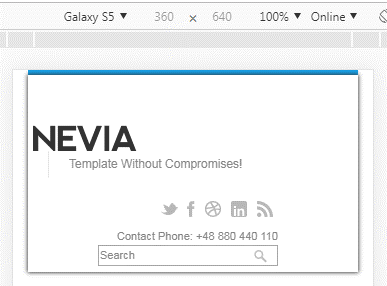 Galaxy S5 ▼ 360 × 640 100% ▼ Online ▼
NEVIA
Template Without Compromises!
Contact Phone: +48 880 440 110
Search